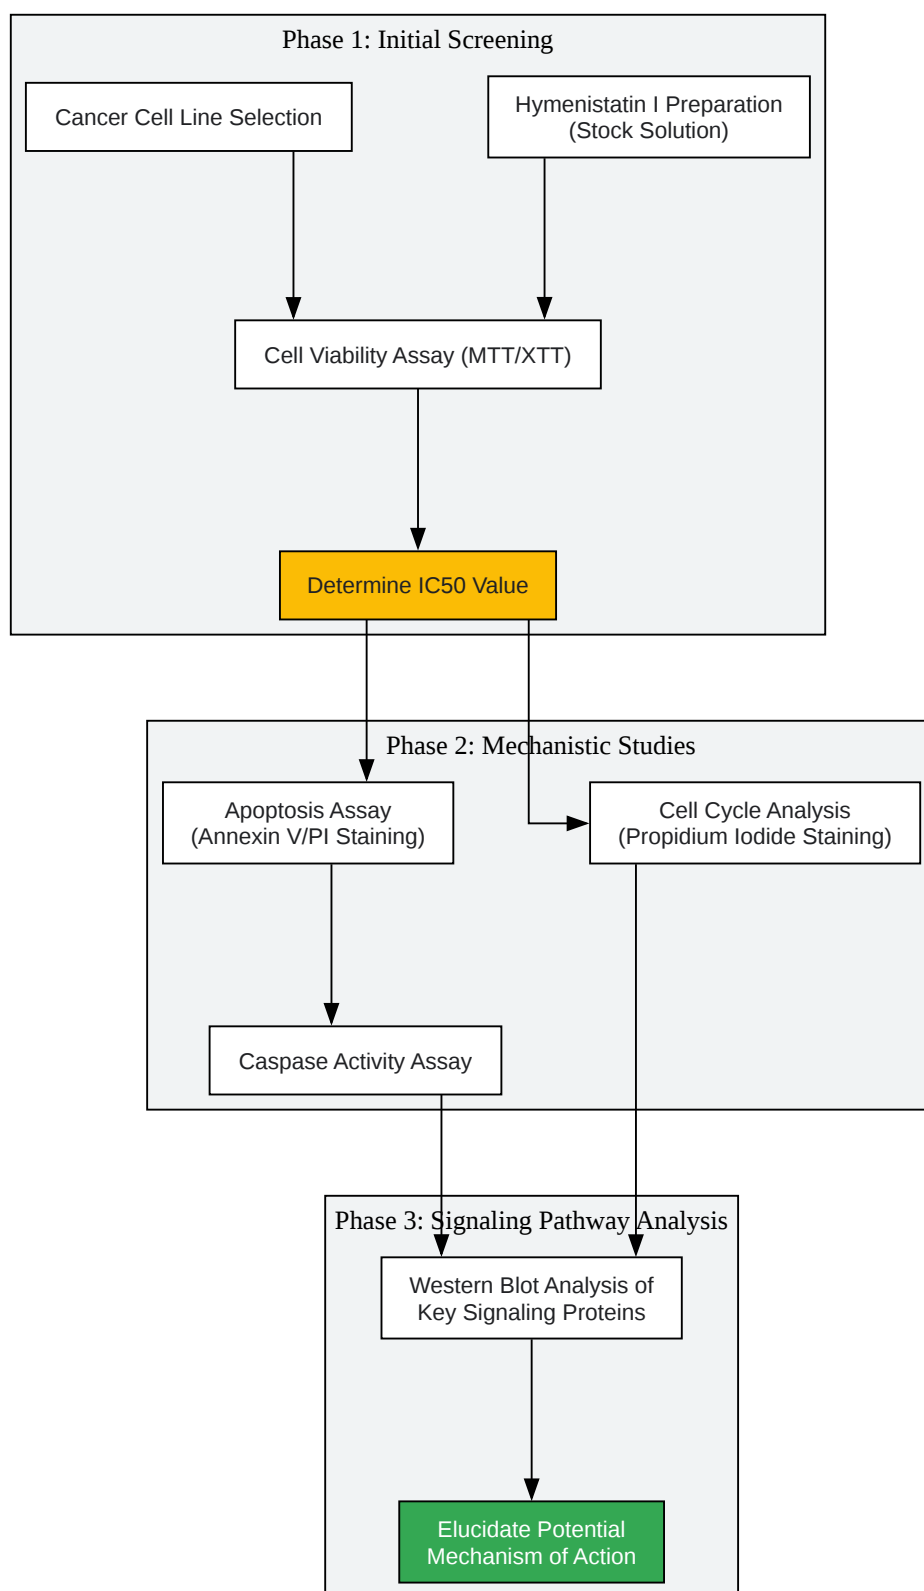 Phase 1: Initial Screening
Cancer Cell Line Selection
Hymenistatin I Preparation
(Stock Solution)
Cell Viability Assay (MTT/XTT)
Determine IC50 Value
Phase 2: Mechanistic Studies
Apoptosis Assay
(Annexin V/PI Staining)
Cell Cycle Analysis
(Propidium Iodide Staining)
Caspase Activity Assay
Phase 3: Signaling Pathway Analysis
Western Blot Analysis of
Key Signaling Proteins
Elucidate Potential
Mechanism of Action